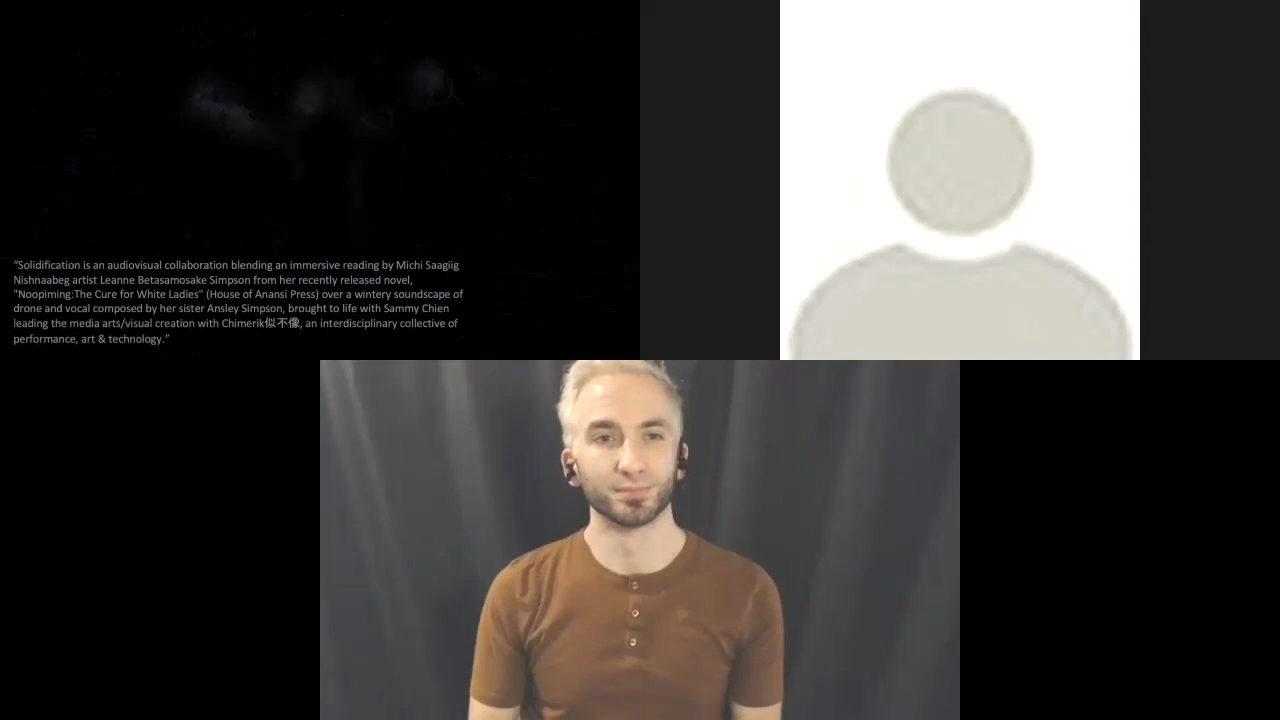 “Solidification is an audiovisual collaboration blending an immersive reading by Michi Saagiig
Nishnaabeg artist Leanne Betasamosake Simpson from her recently released novel,
"Noopiming:The Cure for White Ladies" (House of Anansi Press) over a wintery soundscape of
drone and vocal composed by her sister Ansley Simpson, brought to life with Sammy Chien
leading the media arts/visual creation with Chimerik似不像, an interdisciplinary collective of
performance, art & technology.”